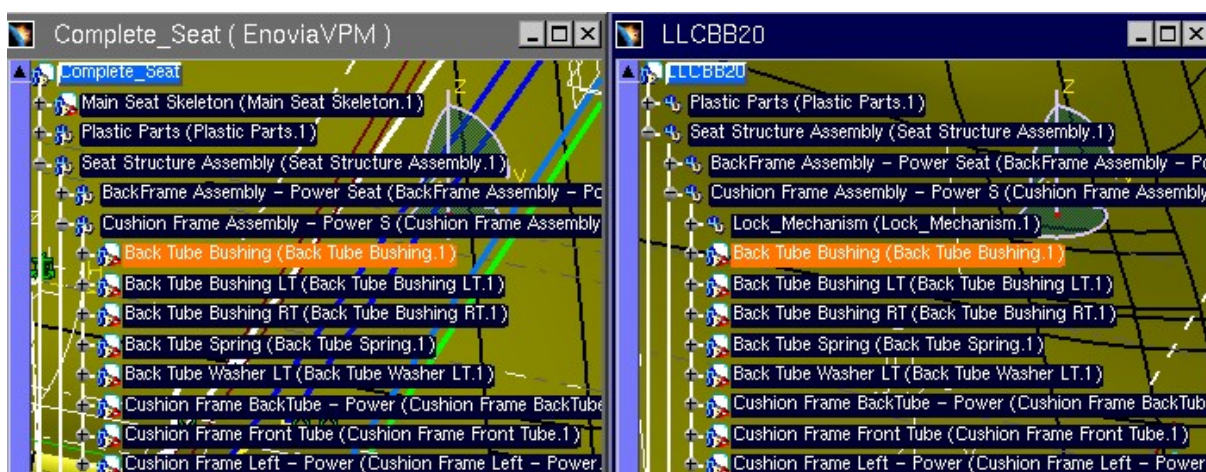 Complete_Seat ( EnoviaVPM )
Complete_Seat
Main Seat Skeleton (Main Seat Skeleton.1)
Plastic Parts (Plastic Parts.1)
Seat Structure Assembly (Seat Structure Assembly.1)
BackFrame Assembly – Power Seat (BackFrame Assembly – Po
Cushion Frame Assembly – Power S (Cushion Frame Assembly
Back Tube Bushing (Back Tube Bushing.1)
Back Tube Bushing LT (Back Tube Bushing LT.1)
Back Tube Bushing RT (Back Tube Bushing RT.1)
Back Tube Spring (Back Tube Spring.1)
Back Tube Washer LT (Back Tube Washer LT.1)
Cushion Frame BackTube – Power (Cushion Frame BackTube
Cushion Frame Front Tube (Cushion Frame Front Tube.1)
Cushion Frame Left – Power (Cushion Frame Left – Power.
Z
LLCBB20
LLCBB20
Plastic Parts (Plastic Parts.1)
Seat Structure Assembly (Seat Structure Assembly.1)
BackFrame Assembly – Power Seat (BackFrame Assembly – Po
Cushion Frame Assembly – Power S (Cushion Frame Assembly
Lock_Mechanism (Lock_Mechanism.1)
Back Tube Bushing (Back Tube Bushing.1)
Back Tube Bushing LT (Back Tube Bushing LT.1)
Back Tube Bushing RT (Back Tube Bushing RT.1)
Back Tube Spring (Back Tube Spring.1)
Back Tube Washer LT (Back Tube Washer LT.1)
Cushion Frame BackTube – Power (Cushion Frame BackTub
Cushion Frame Front Tube (Cushion Frame Front Tube.1)
Cushion Frame Left – Power (Cushion Frame Left – Power
Z